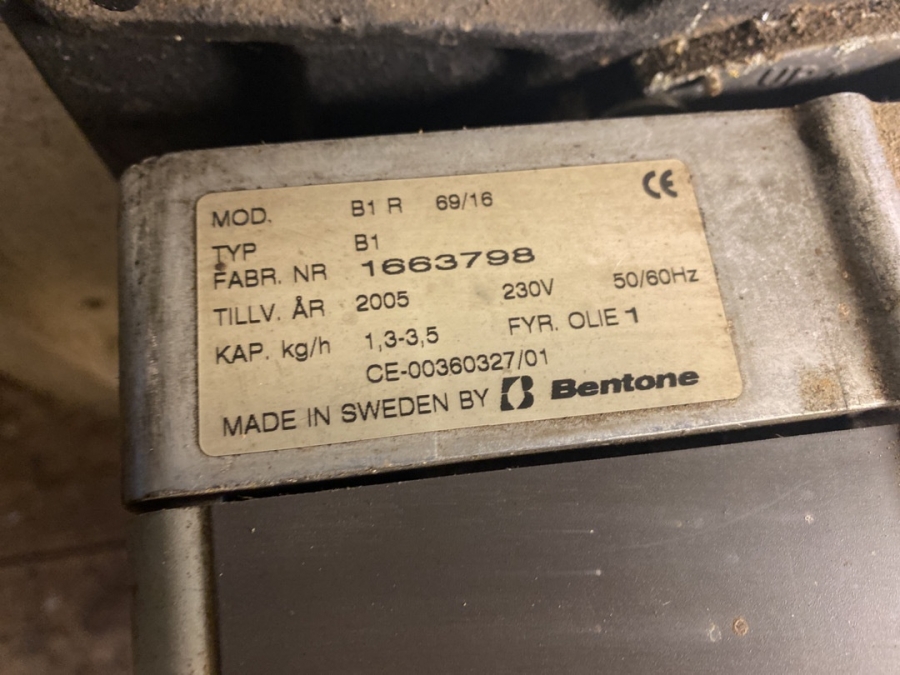 MOD. B1 R 69/16
TYP B1
FABR. NR 1663798
TILLV. ÅR 2005 230V 50/60Hz
KAP. kg/h 1,3-3,5 FYR. OLIE 1
CE-00360327/01
MADE IN SWEDEN BY Bentone
CE